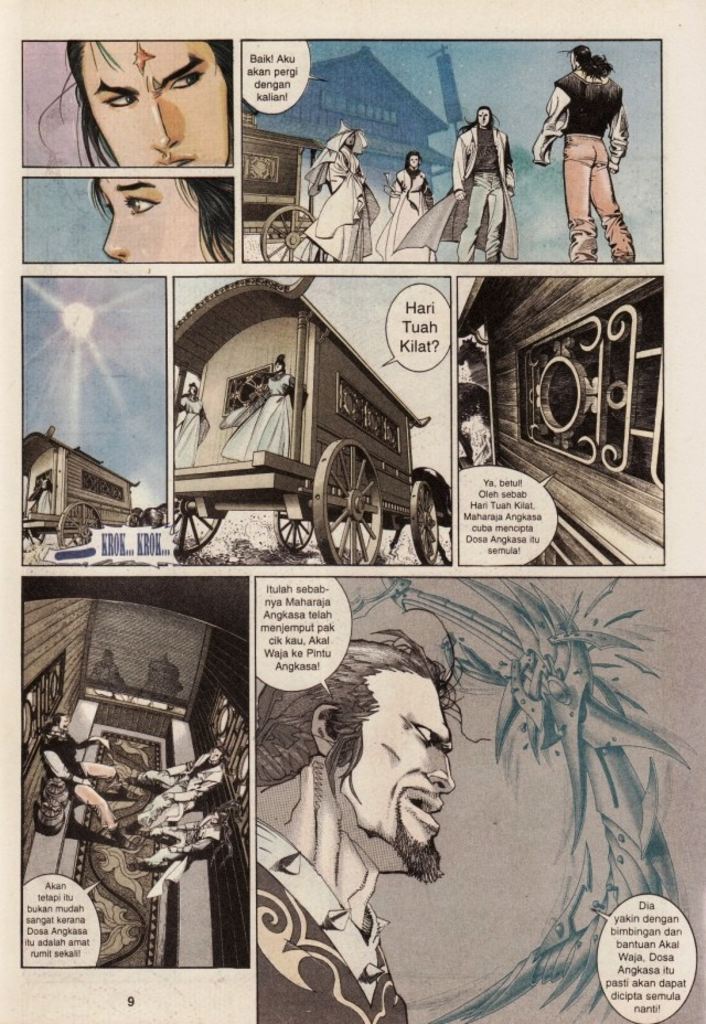 Baik! Aku
akan pergi
dengan
kalian!
KROK... KROK...
Hari
Tuah
Kilat?
Ya, betul!
Oleh sebab
Hari Tuah Kilat,
Maharaja Angkasa
cuba mencipta
Dosa Angkasa itu
semula!
Akan
tetapi itu
bukan mudah
sangat kerana
Dosa Angkasa
itu adalah amat
rumit sekali!
Itulah sebab-
nya Maharaja
Angkasa telah
menjemput pak
cik kau, Akal
Waja ke Pintu
Angkasa!
Dia
yakin dengan
bimbingan dan
bantuan Akal
Waja, Dosa
Angkasa itu
pasti akan dapat
dicipta semula
nanti!
9